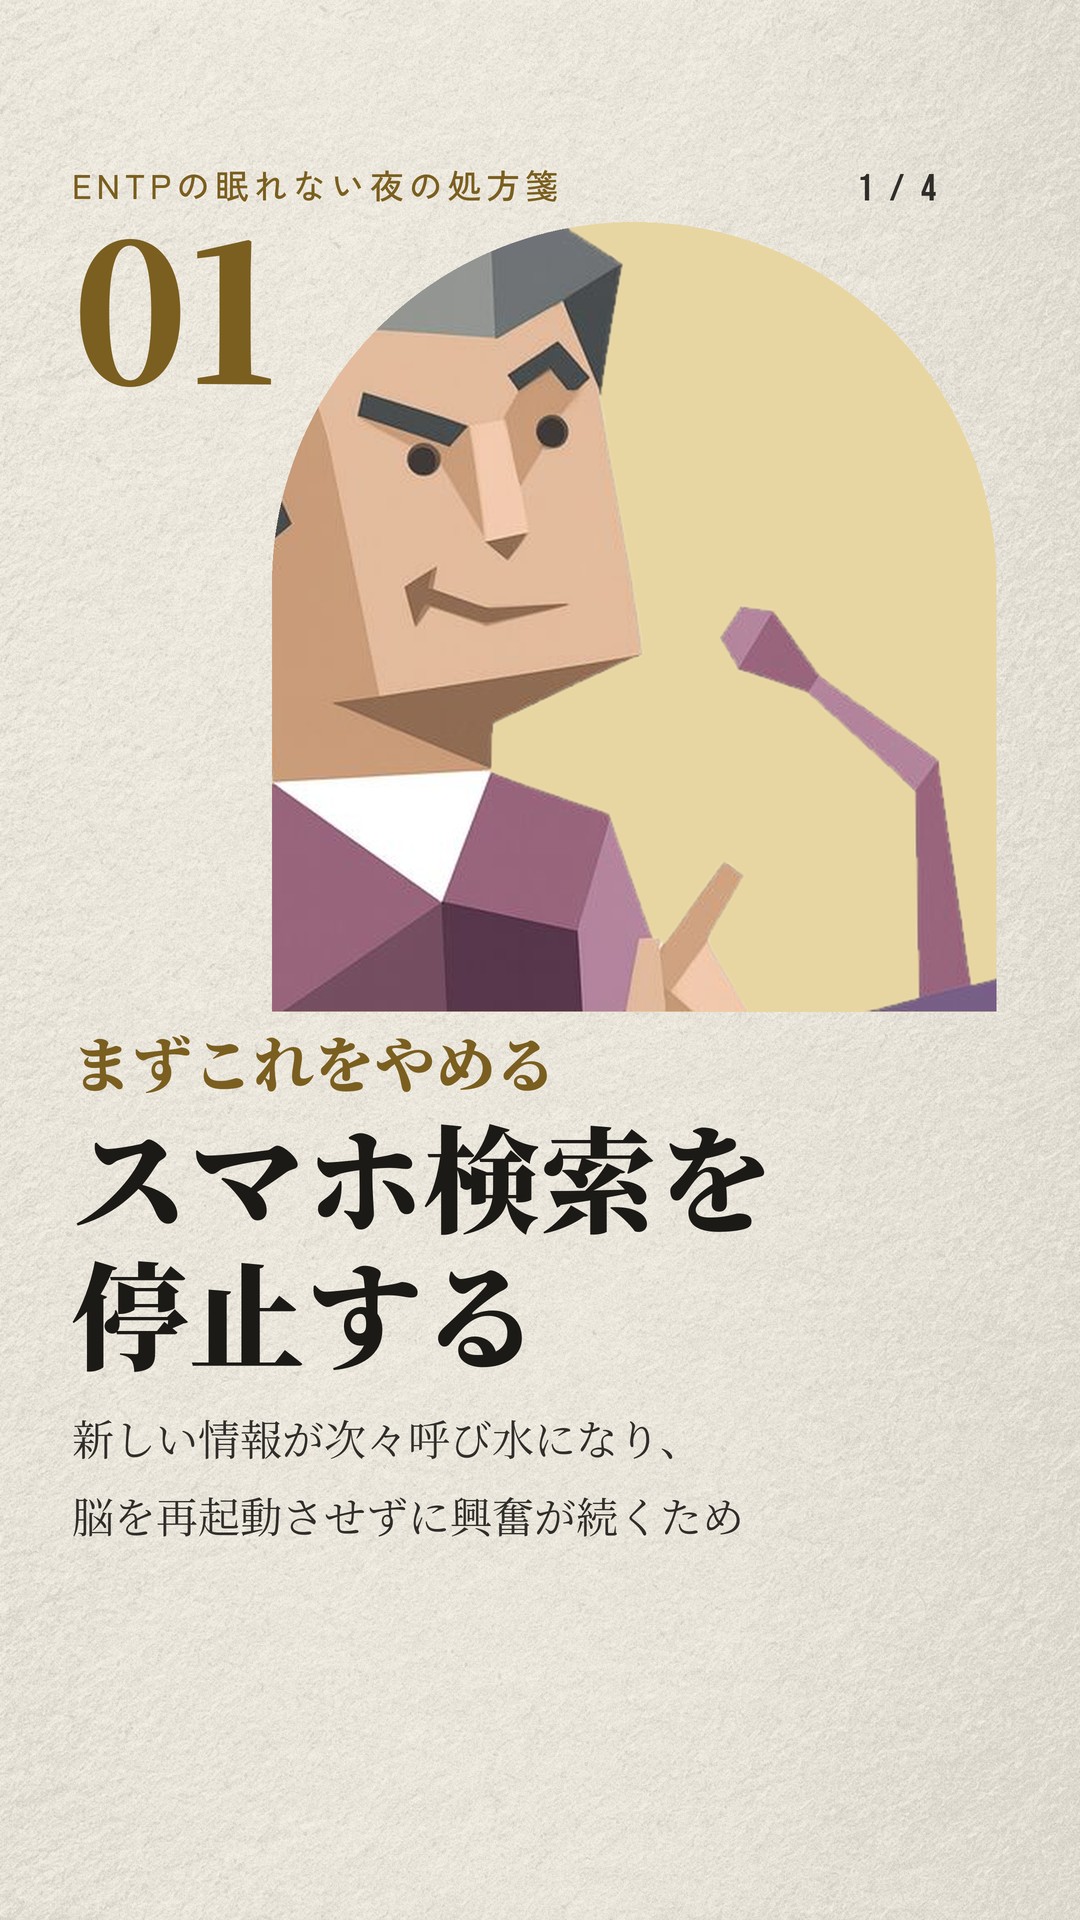 ENTPの眠れない夜の処方箋
1 / 4
01
まずこれをやめる
スマホ検索を
停止する
新しい情報が次々呼び水になり、
脳を再起動させずに興奮が続くため